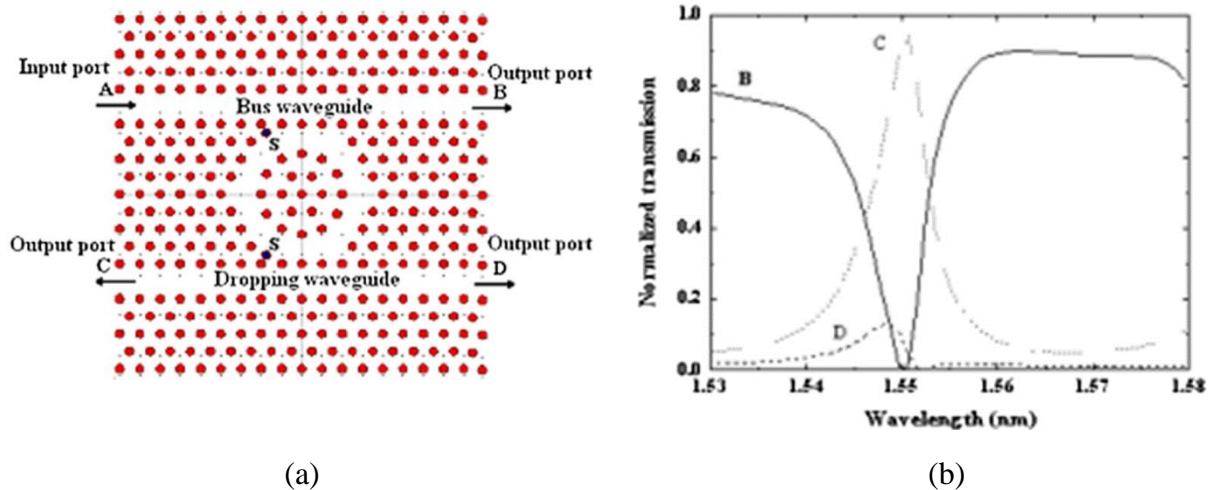 Input port
A
Output port
B
Bus waveguide
S
S
Output port
C
Output port
D
Dropping waveguide
(a)
1.0
0.8
0.6
0.4
0.2
0.0
Normalized transmission
B
C
D
1.53
1.54
1.55
1.56
1.57
1.58
Wavelength (nm)
(b)